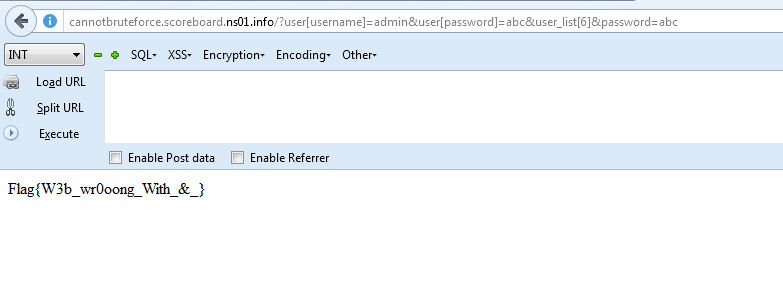 cannotbruteforce.scoreboard.ns01.info/?user[username]=admin&user[password]=abc&user_list[6]&password=abc
INT SQL- XSS- Encryption- Encoding- Other-
Load URL
Split URL
Execute
Enable Post data Enable Referrer
Flag{W3b_wr0oong_With_&_}